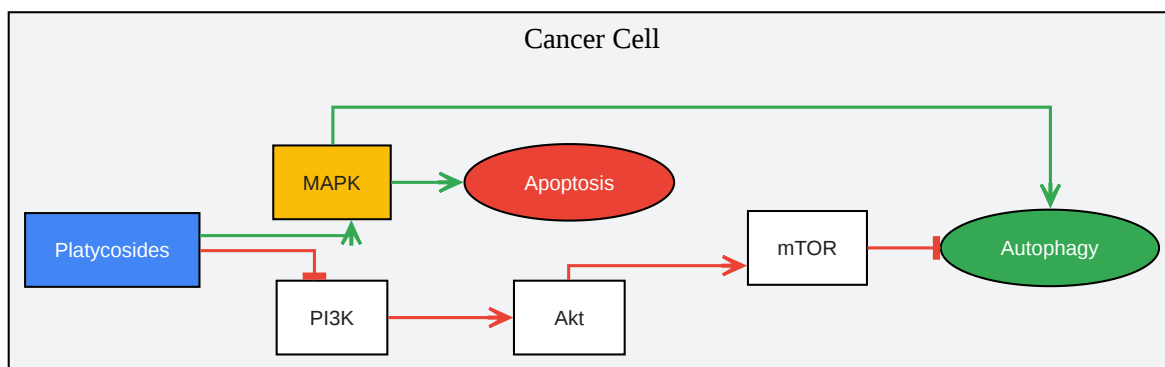 Cancer Cell
MAPK
Apoptosis
Platycosides
mTOR
Autophagy
PI3K
Akt